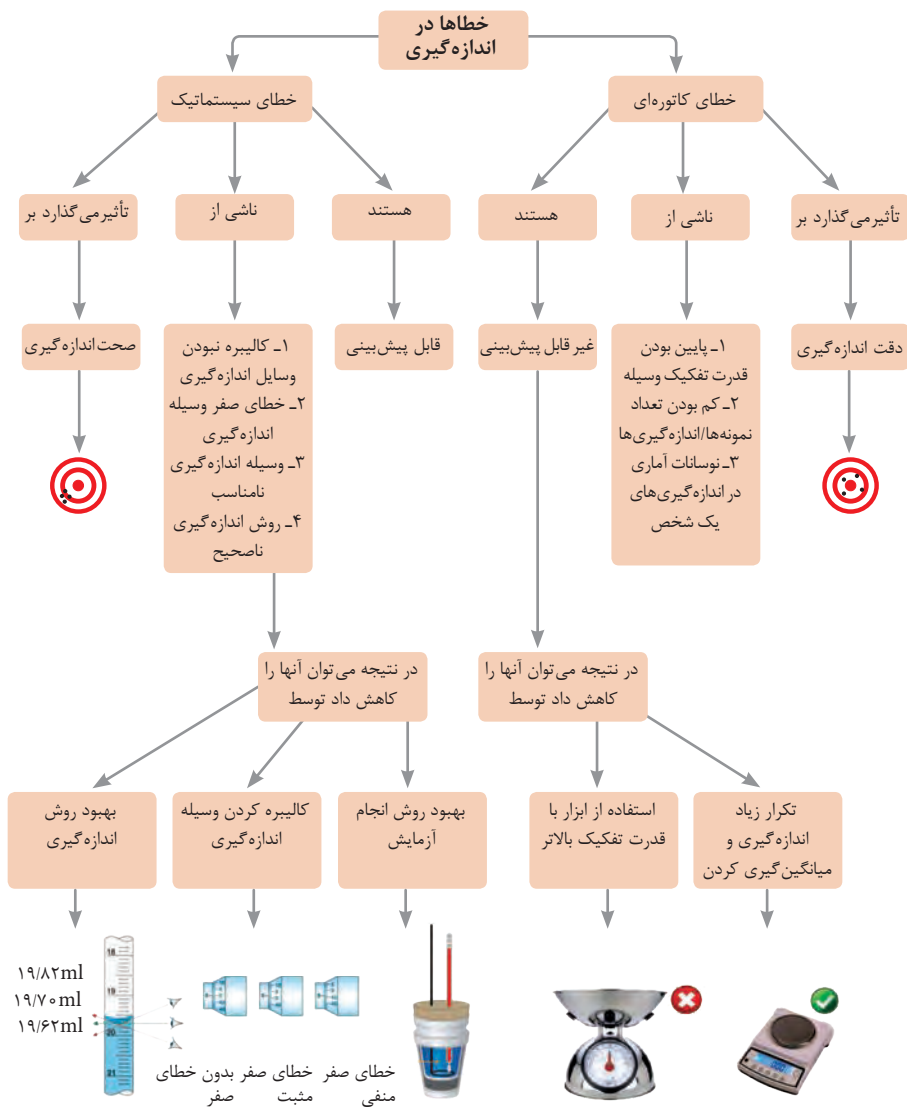 خطاها در
اندازه‌گیری
خطای کاتوره‌ای
خطای سیستماتیک
تأثیرمی‌گذارد بر
ناشی از
هستند
هستند
ناشی از
تأثیرمی‌گذارد بر
دقت اندازه‌گیری
۱ـ پایین بودن
قدرت تفکیک وسیله
۲ـ کم بودن تعداد
نمونه‌ها/اندازه‌گیری‌ها
۳ـ نوسانات آماری
در اندازه‌گیری‌های
یک شخص
غیر قابل پیش‌بینی
قابل پیش‌بینی
۱ـ کالیبره نبودن
وسایل اندازه‌گیری
۲ـ خطای صفر وسیله
اندازه‌گیری
۳ـ وسیله اندازه‌گیری
نامناسب
۴ـ روش اندازه‌گیری
ناصحیح
صحت اندازه‌گیری
در نتیجه می‌توان آنها را
کاهش داد توسط
در نتیجه می‌توان آنها را
کاهش داد توسط
تکرار زیاد
اندازه‌گیری و
میانگین‌گیری کردن
استفاده از ابزار با
قدرت تفکیک بالاتر
بهبود روش انجام
آزمایش
کالیبره کردن وسیله
اندازه‌گیری
بهبود روش
اندازه‌گیری
خطای صفر
منفی
خطای صفر
مثبت
بدون خطای
صفر
18
19
20
21
۱۹/۸۲ml
۱۹/۷۰ml
۱۹/۶۲ml